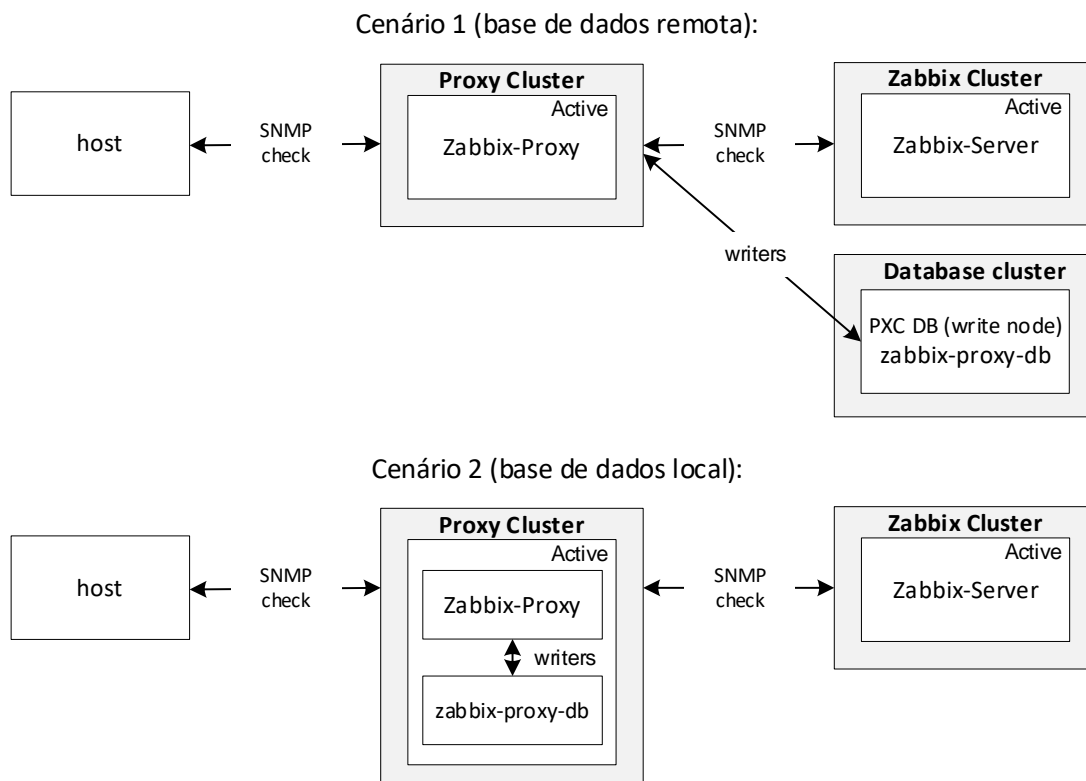 Cenário 1 (base de dados remota):
Proxy Cluster
Zabbix Cluster
Active
Active
host
SNMP
check
Zabbix-Proxy
SNMP
check
Zabbix-Server
writers
Database cluster
PXC DB (write node)
zabbix-proxy-db
Cenário 2 (base de dados local):
Proxy Cluster
Zabbix Cluster
Active
Active
host
SNMP
check
Zabbix-Proxy
SNMP
check
Zabbix-Server
writers
zabbix-proxy-db